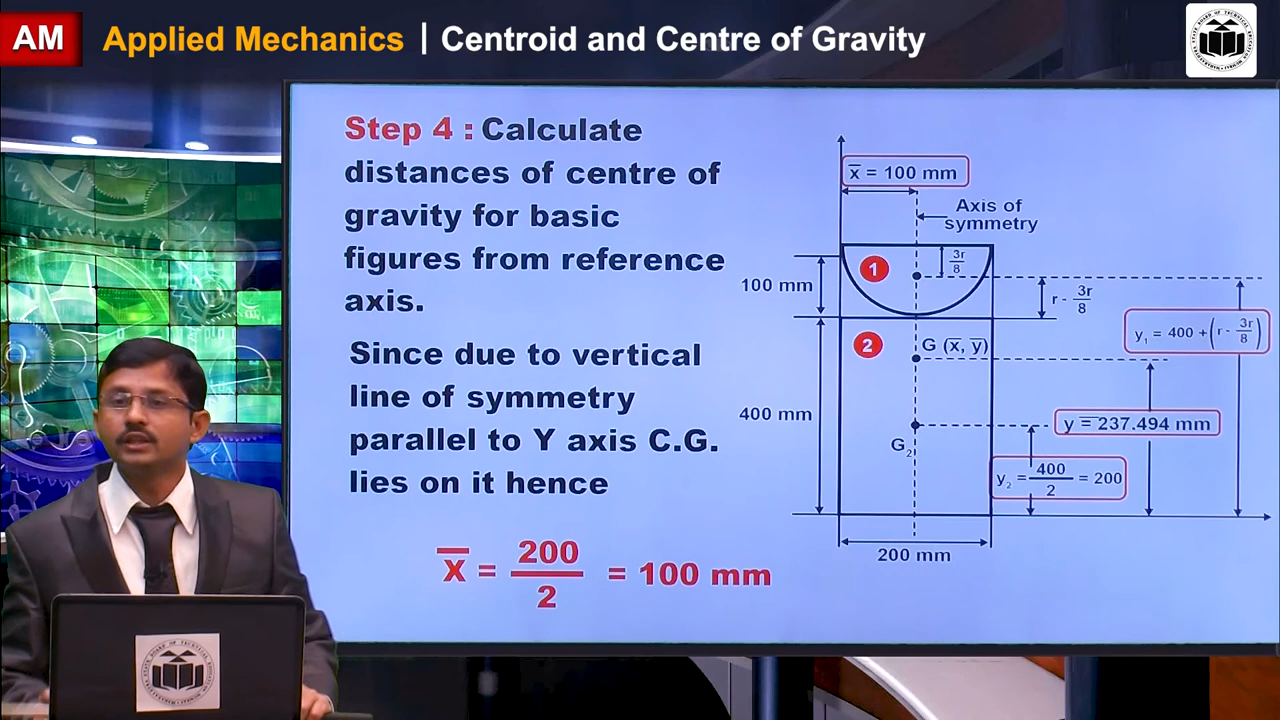 AM
Applied Mechanics | Centroid and Centre of Gravity
Step 4 : Calculate
distances of centre of
gravity for basic
figures from reference
axis.
Since due to vertical
line of symmetry
parallel to Y axis C.G.
lies on it hence
x̅ = 200/2 = 100 mm
x̅ = 100 mm
Axis of
symmetry
1
3r/8
100 mm
r - 3r/8
y₁ = 400 + (r - 3r/8)
2
G (x̅, y̅)
400 mm
y̅ = 237.494 mm
G₂
y₂ = 400/2 = 200
200 mm